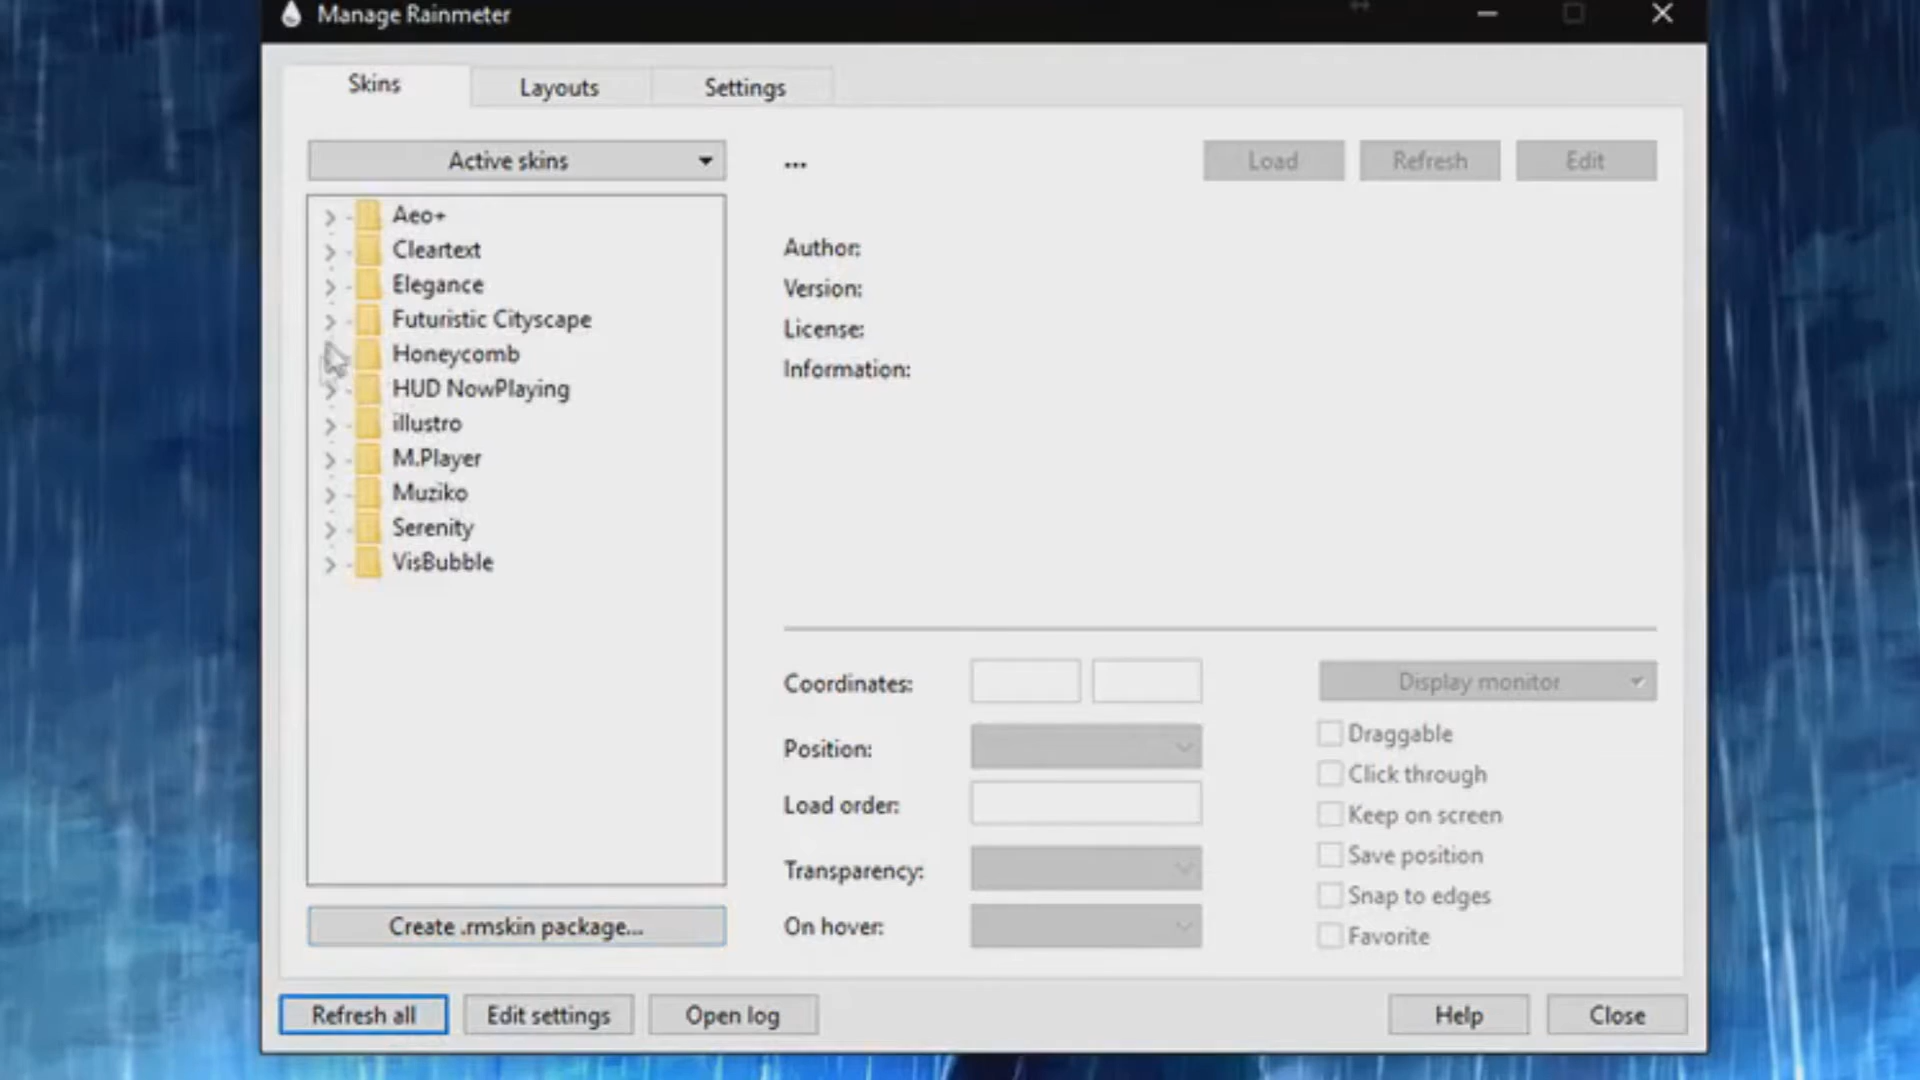 Manage Rainmeter
Skins
Layouts
Settings
Active skins
...
Load
Refresh
Edit
Aeo+
Cleartext
Elegance
Futuristic Cityscape
Honeycomb
HUD NowPlaying
illustro
M.Player
Muziko
Serenity
VisBubble
Author:
Version:
License:
Information:
Coordinates:
Display monitor
Position:
Load order:
Transparency:
On hover:
Draggable
Click through
Keep on screen
Save position
Snap to edges
Favorite
Create .rmskin package...
Refresh all
Edit settings
Open log
Help
Close